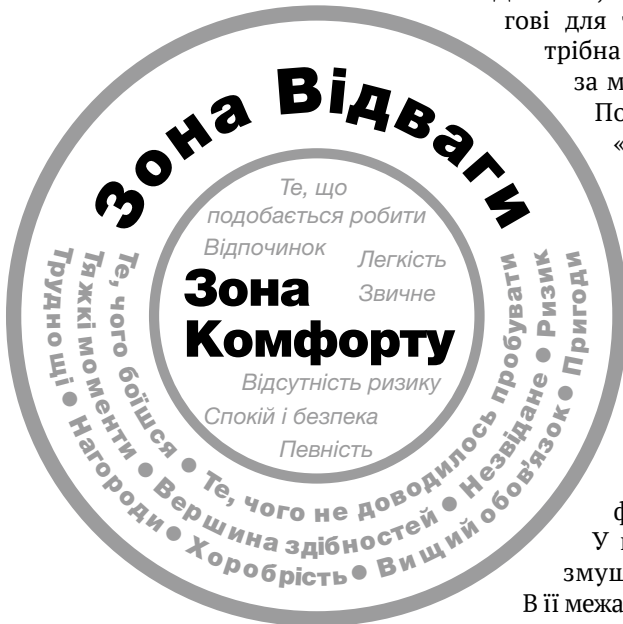 гові для
трібна
за м
По
Зона Відваги
Те, що
подобається робити
Відпочинок
Легкість
Зона
Звичне
Комфорту
Відсутність ризику
Спокій і безпека
Певність
Те, чого боїшся ● Те, чого не доводилось пробувати
Тяжкі моменти ● Вершина здібностей ● Незвідане ● Ризик
Труднощі ● Нагороди ● Хоробрість ● Вищий обов'язок ● Пригоди
У
змуш
В її межа